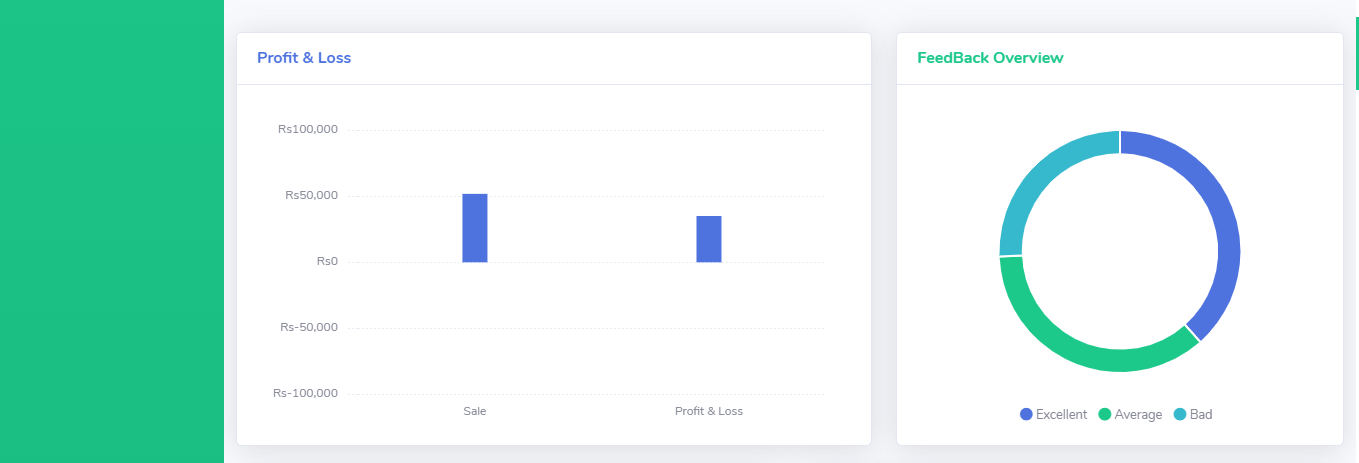 Profit & Loss
Rs100,000
Rs50,000
Rs0
Rs-50,000
Rs-100,000
Sale
Profit & Loss
FeedBack Overview
Excellent
Average
Bad